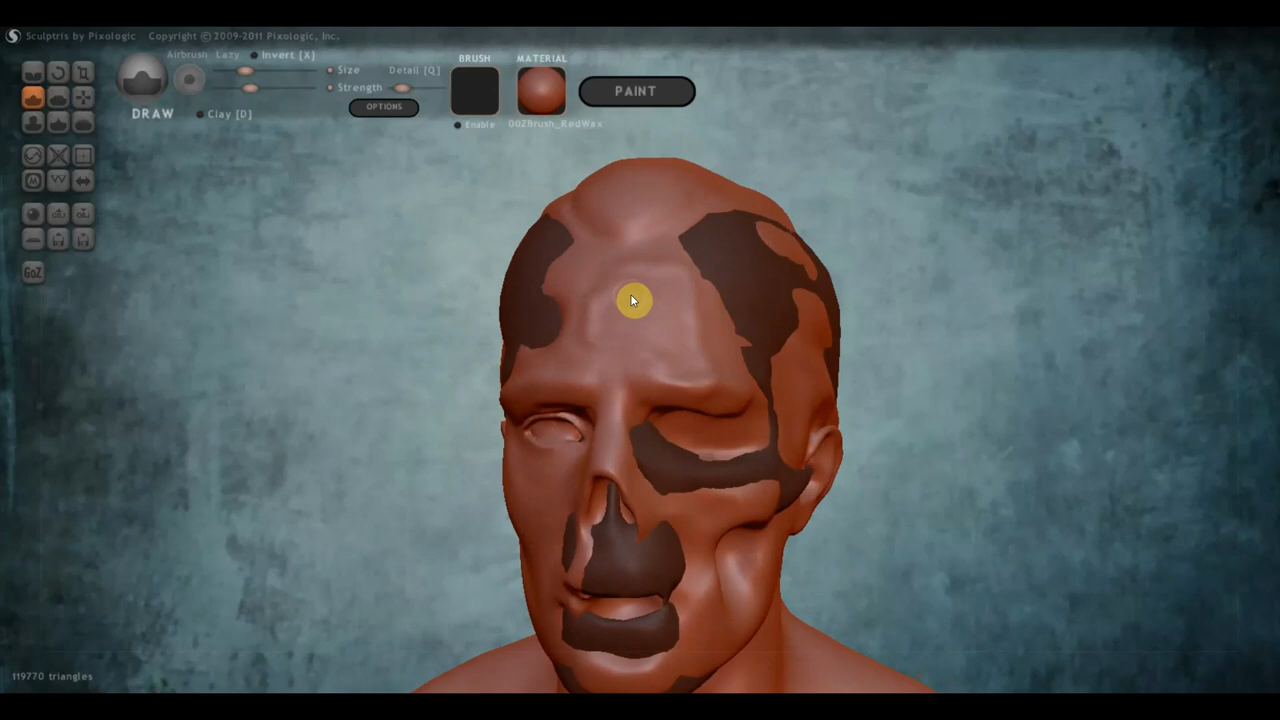 Sculptris by Pixologic Copyright © 2009-2011 Pixologic, Inc.
Airbrush Lazy Invert [X]
BRUSH MATERIAL
Size Detail [Q]
Strength
OPTIONS
PAINT
DRAW Clay [D]
Enable 00ZBrush_RedWax
GoZ
119770 triangles